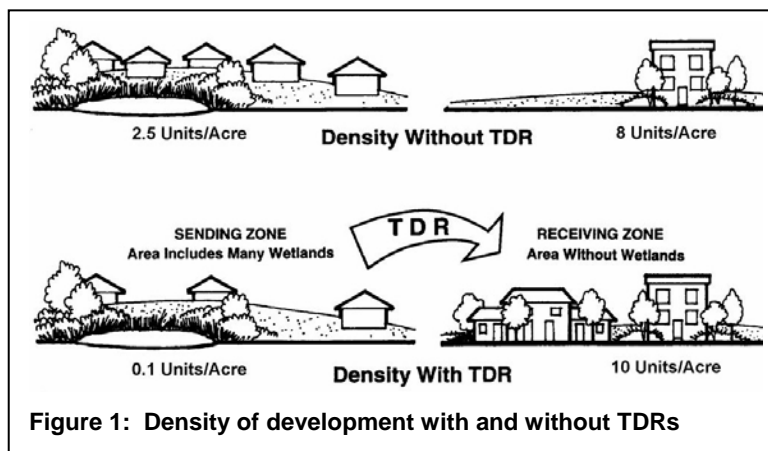 2.5 Units/Acre
Density Without TDR
8 Units/Acre
SENDING ZONE
Area Includes Many Wetlands
TDR
RECEIVING ZONE
Area Without Wetlands
0.1 Units/Acre
Density With TDR
10 Units/Acre
Figure 1:  Density of development with and without TDRs